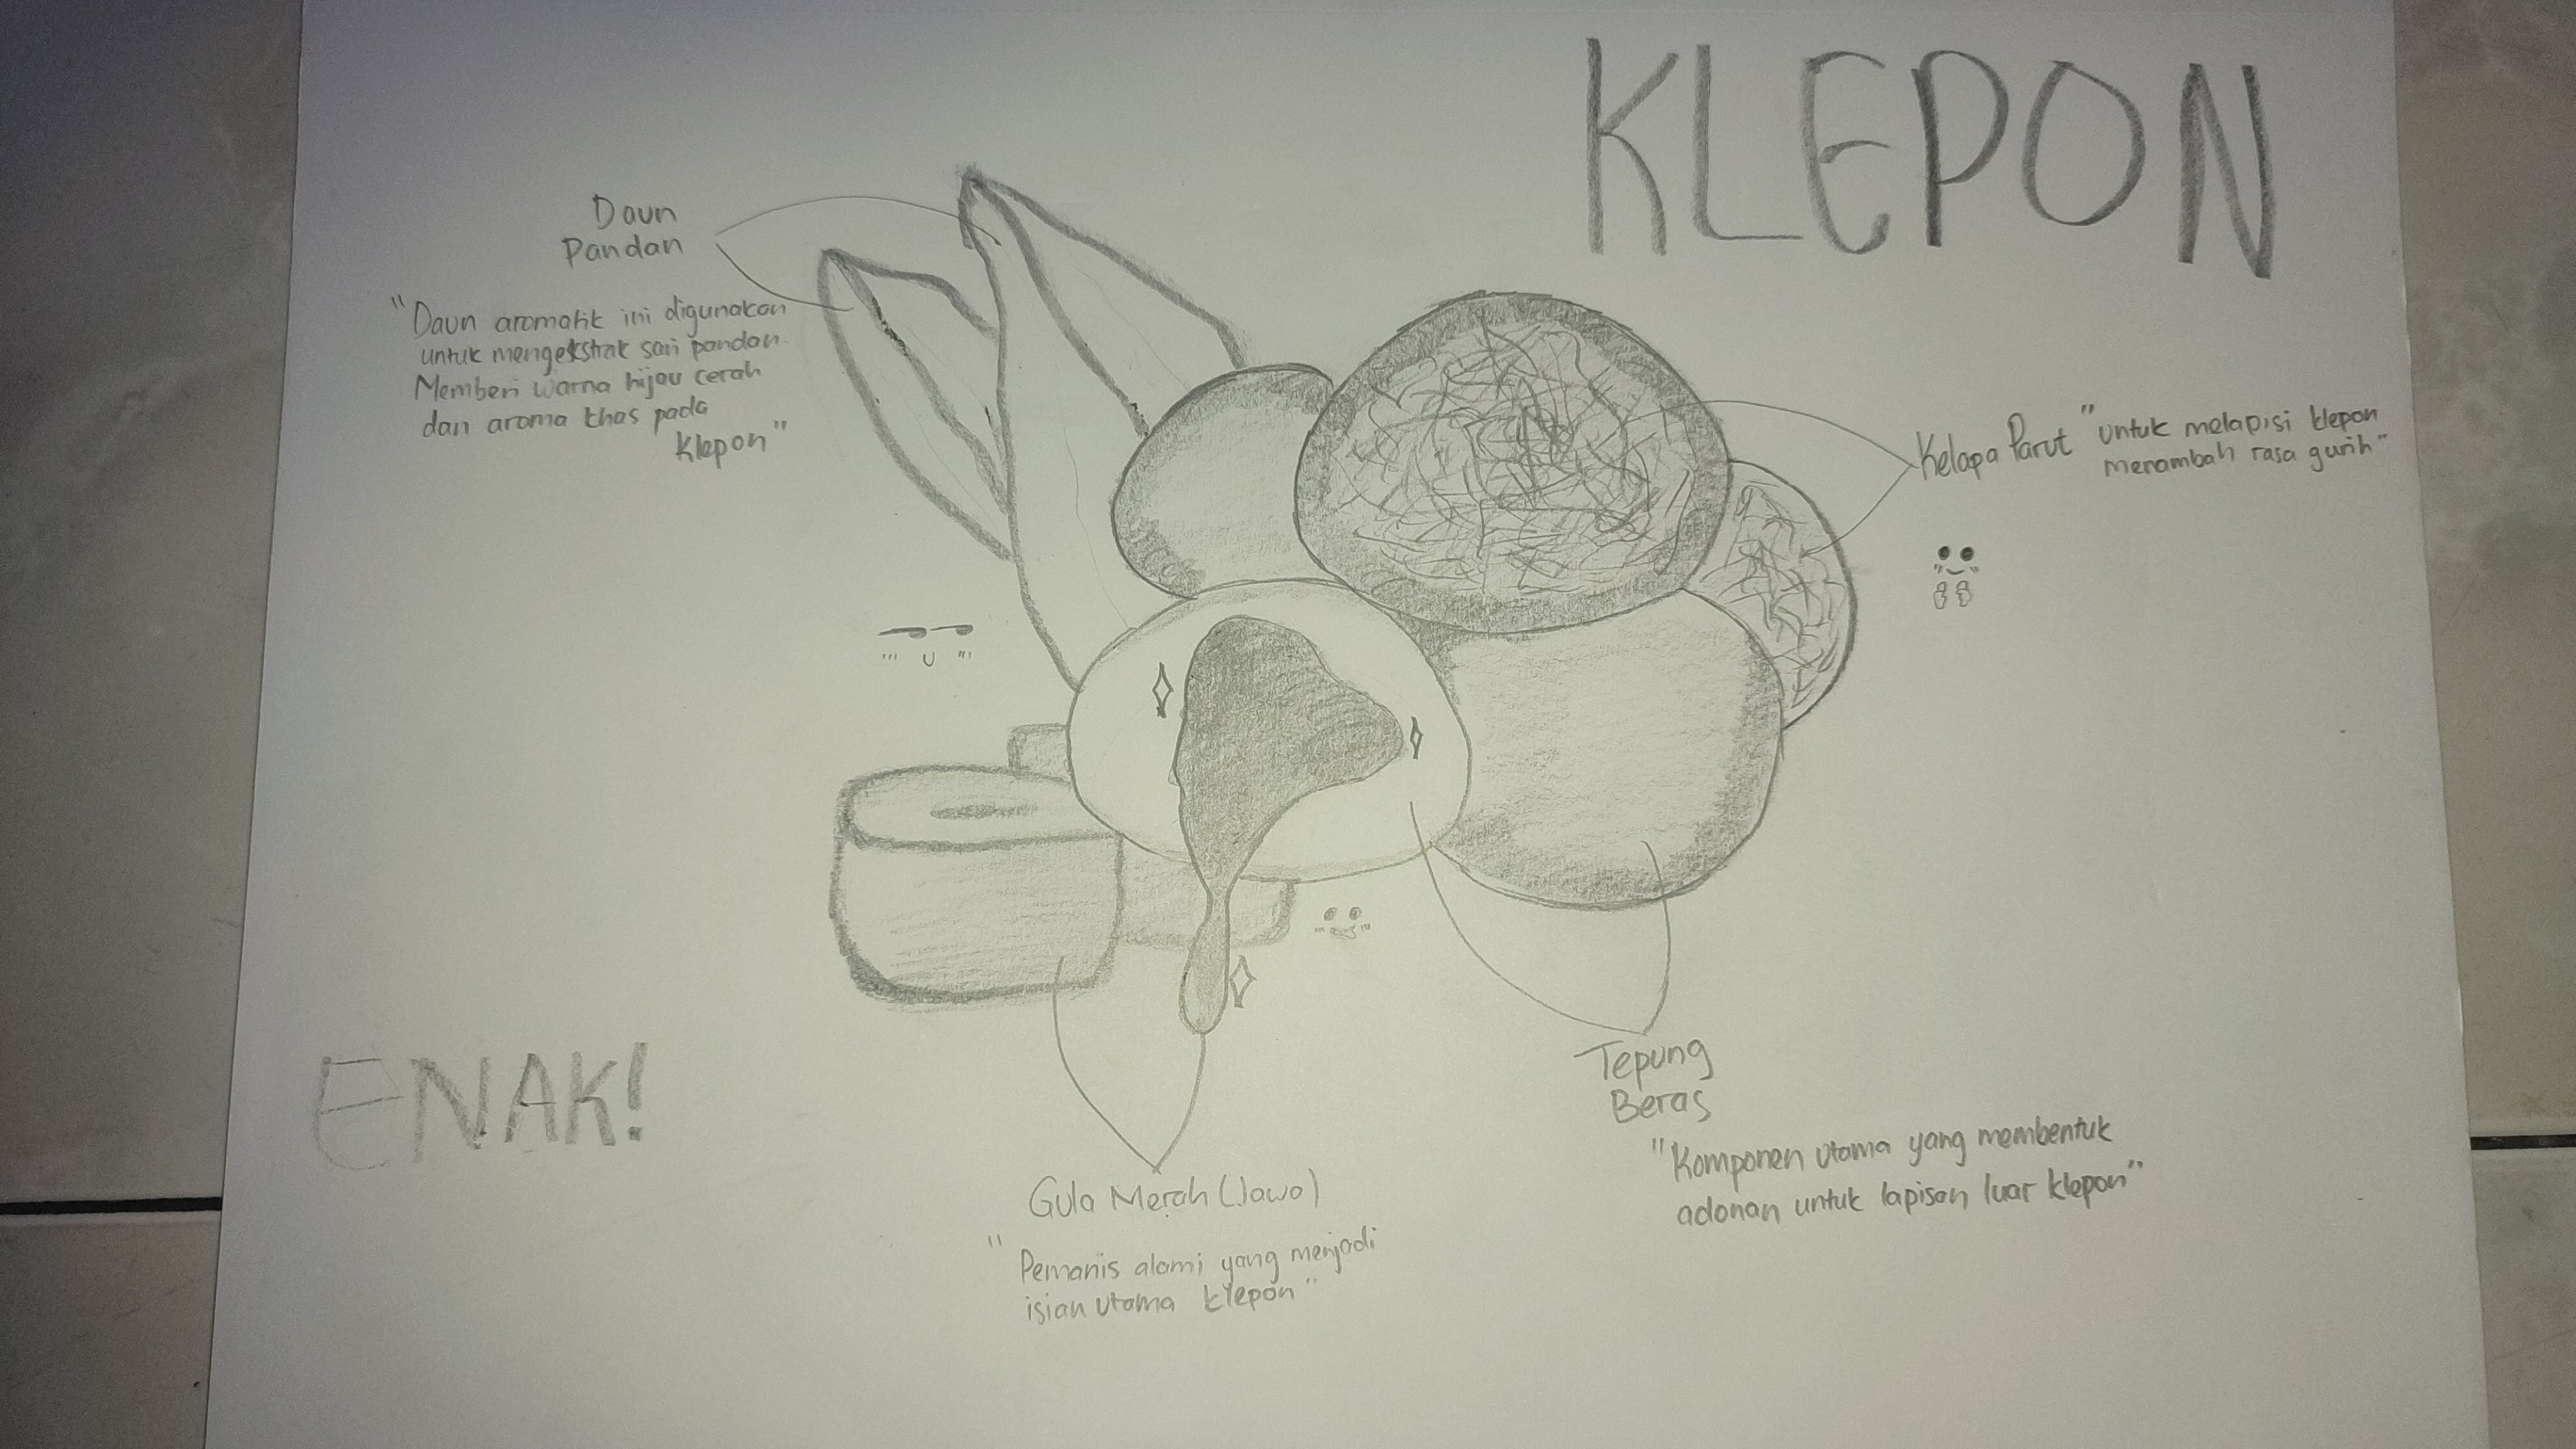 KLEPON
Daun
Pandan
"Daun aromatik ini digunakan
untuk mengekstrak sari pandan.
Memberi warna hijau cerah
dan aroma khas pada
klepon"
Kelapa Parut "untuk melapisi klepon
menambah rasa gurih"
ENAK!
Gula Merah (Jawa)
"Pemanis alami yang menjadi
isian utama klepon"
Tepung
Beras
"Komponen utama yang membentuk
adonan untuk lapisan luar klepon"